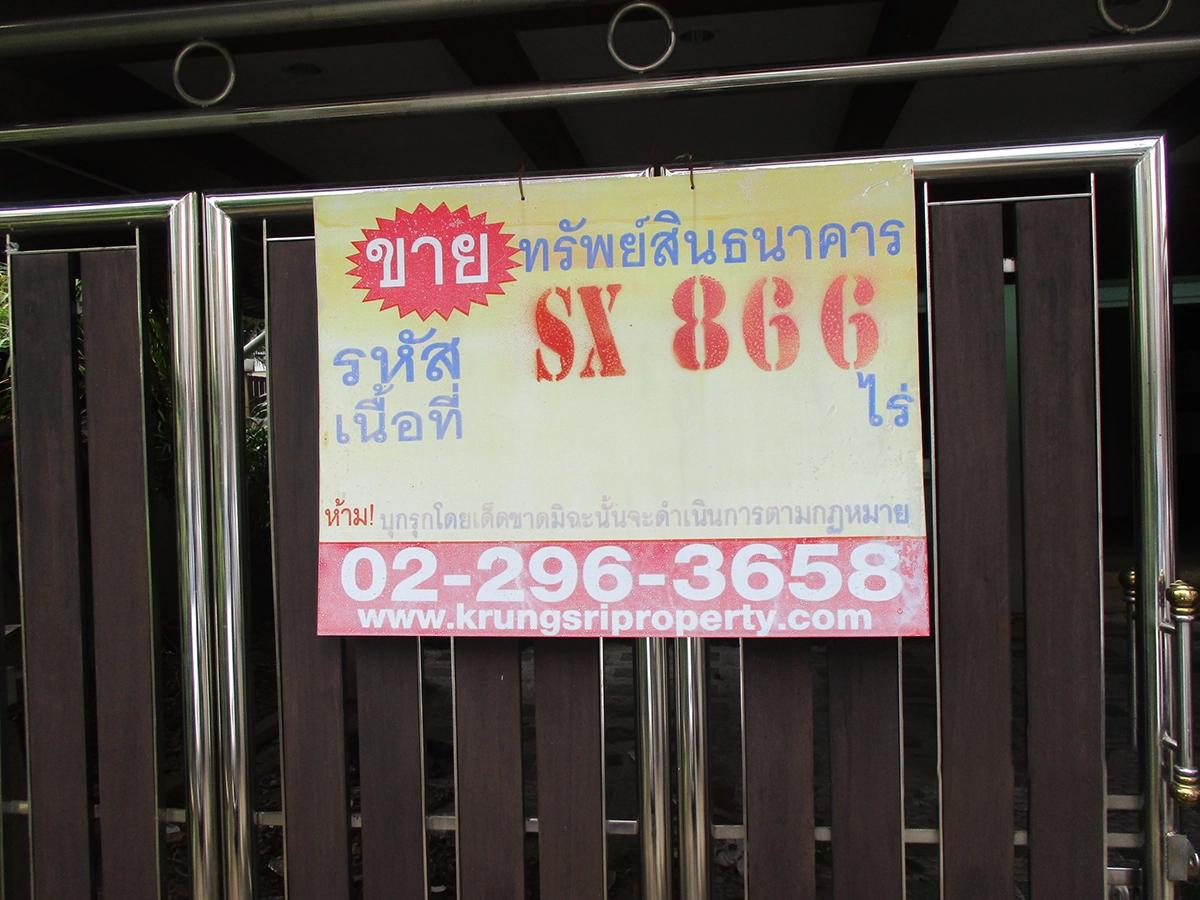 ขาย ทรัพย์สินธนาคาร
รหัส SX 866
เนื้อที่ ไร่
ห้าม! บุกรุกโดยเด็ดขาดมิฉะนั้นจะดำเนินการตามกฎหมาย
02-296-3658
www.krungsriproperty.com